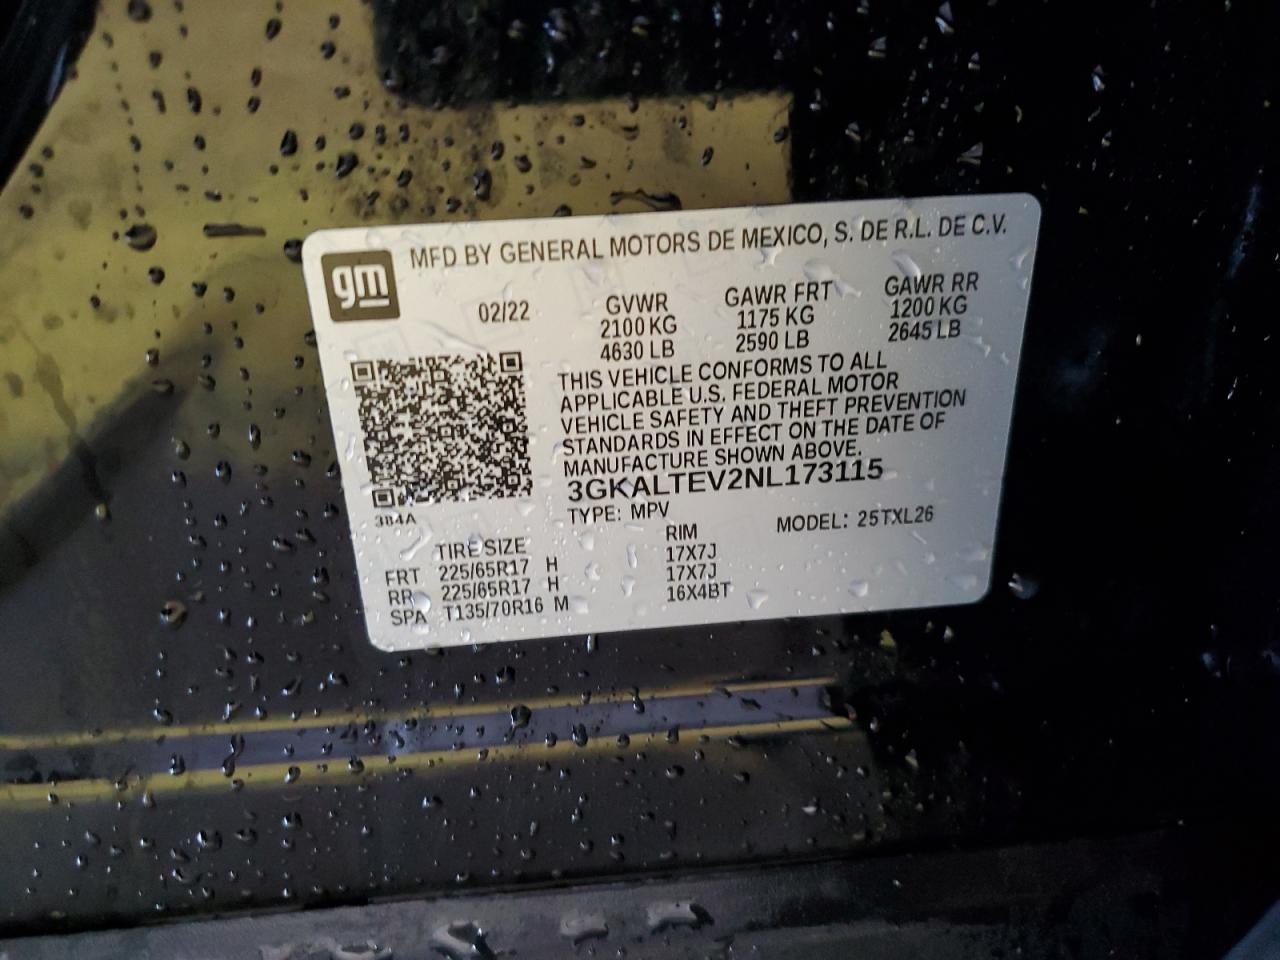 gm
MFD BY GENERAL MOTORS DE MEXICO, S. DE R.L. DE C.V.
02/22 GVWR GAWR FRT GAWR RR
2100 KG 1175 KG 1200 KG
4630 LB 2590 LB 2645 LB
THIS VEHICLE CONFORMS TO ALL
APPLICABLE U.S. FEDERAL MOTOR
VEHICLE SAFETY AND THEFT PREVENTION
STANDARDS IN EFFECT ON THE DATE OF
MANUFACTURE SHOWN ABOVE.
3GKALTEV2NL173115
384A
TYPE: MPV MODEL: 25TXL26
TIRE SIZE RIM
FRT 225/65R17 H 17X7J
RR 225/65R17 H 17X7J
SPA T135/70R16 M 16X4BT